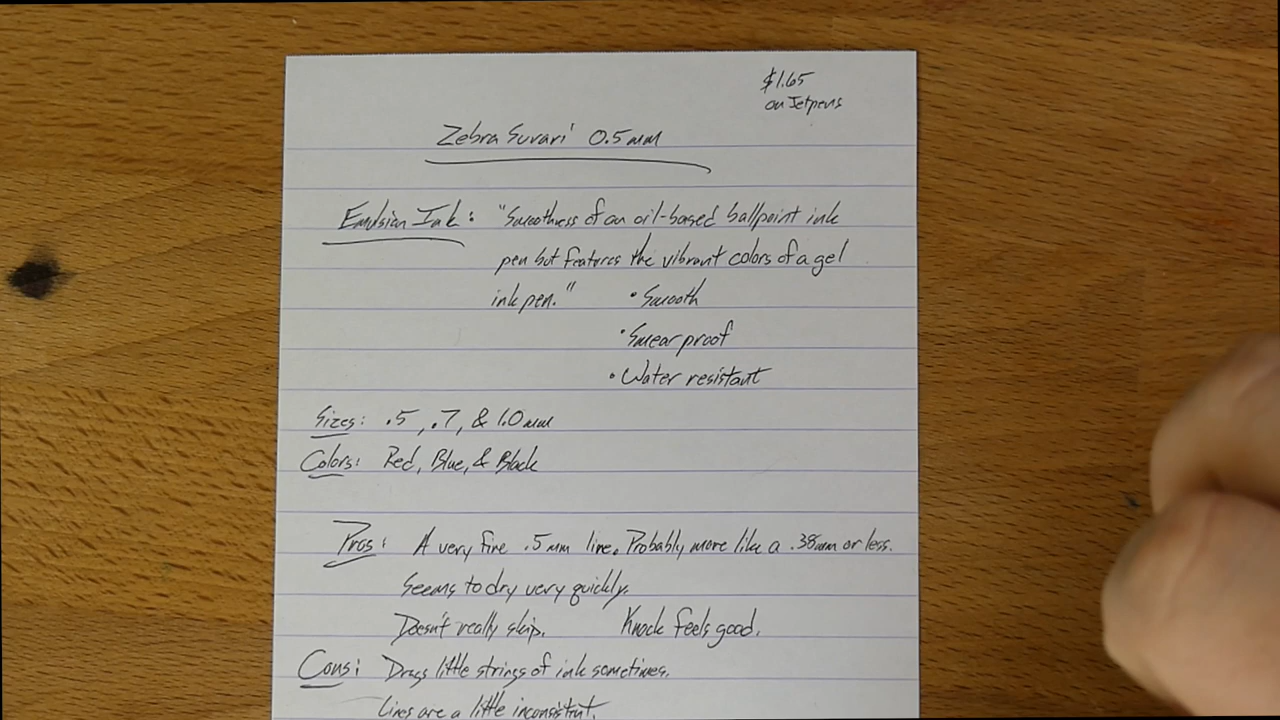 $1.65
on Jetpens
Zebra Surari 0.5mm
Emulsion Ink: "Smoothness of an oil-based ballpoint ink
pen but features the vibrant colors of a gel
ink pen." • Smooth
• Smear proof
• Water resistant
Sizes: .5, .7, & 1.0mm
Colors: Red, Blue, & Black
Pros: A very fine .5mm line. Probably more like a .38mm or less.
Seems to dry very quickly.
Doesn't really skip. Knock feels good.
Cons: Drags little strings of ink sometimes.
Lines are a little inconsistent.